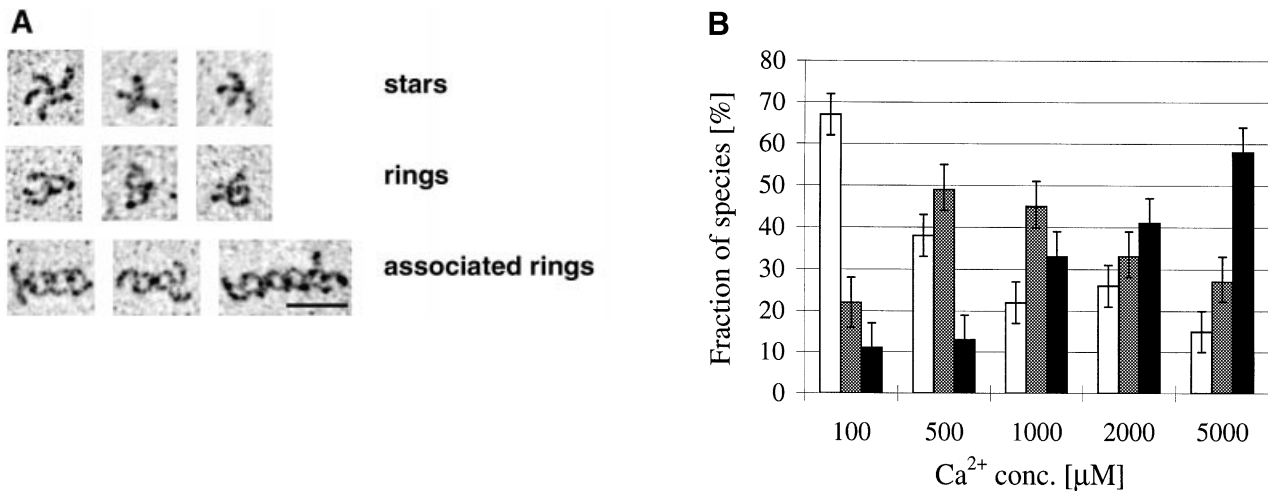 A
stars
rings
associated rings
B
Fraction of species [%]
80
70
60
50
40
30
20
10
0
100 500 1000 2000 5000
Ca²⁺ conc. [µM]